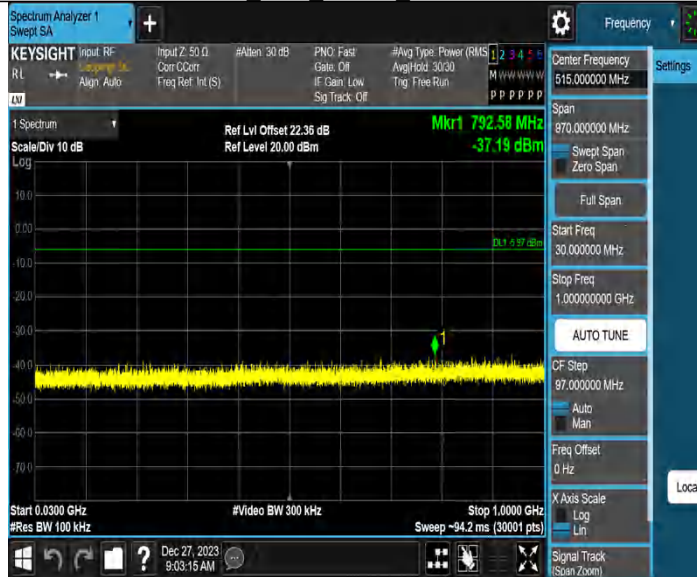 Spectrum Analyzer 1
Swept SA
+
Frequency
KEYSIGHT
RL
Input: RF
Align: Auto
Input Z: 50 Ω
Corr CCorr
Freq Ref: Int (S)
#Atten: 30 dB
PNO: Fast
Gate: Off
IF Gain: Low
Sig Track: Off
#Avg Type: Power (RMS
Avg|Hold: 30/30
Trig: Free Run
1 2 3 4 5 6
M W W W W W
P P P P P P
Center Frequency
515.000000 MHz
Settings
Span
970.000000 MHz
Swept Span
Zero Span
Full Span
Start Freq
30.000000 MHz
Stop Freq
1.000000000 GHz
AUTO TUNE
CF Step
97.000000 MHz
Auto
Man
Freq Offset
0 Hz
X Axis Scale
Log
Lin
Signal Track
(Span Zoom)
Loca
1 Spectrum
Scale/Div 10 dB
Log
Ref Lvl Offset 22.36 dB
Ref Level 20.00 dBm
Mkr1 792.58 MHz
-37.19 dBm
10.0
0.00
DL1 -5.97 dBm
-10.0
-20.0
-30.0
1
-40.0
-50.0
-60.0
-70.0
Start 0.0300 GHz
#Res BW 100 kHz
#Video BW 300 kHz
Stop 1.0000 GHz
Sweep ~94.2 ms (30001 pts)
?
Dec 27, 2023
9:03:15 AM